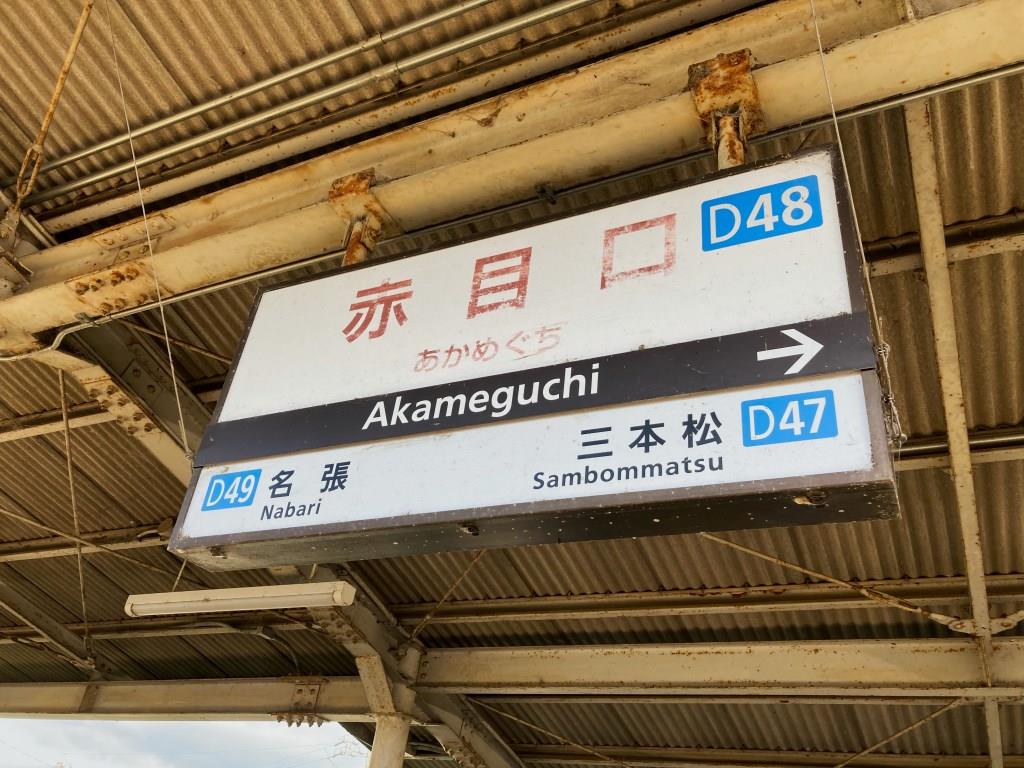 赤目口 D48
あかめぐち
Akameguchi →
D49 名張
Nabari
三本松 D47
Sambommatsu